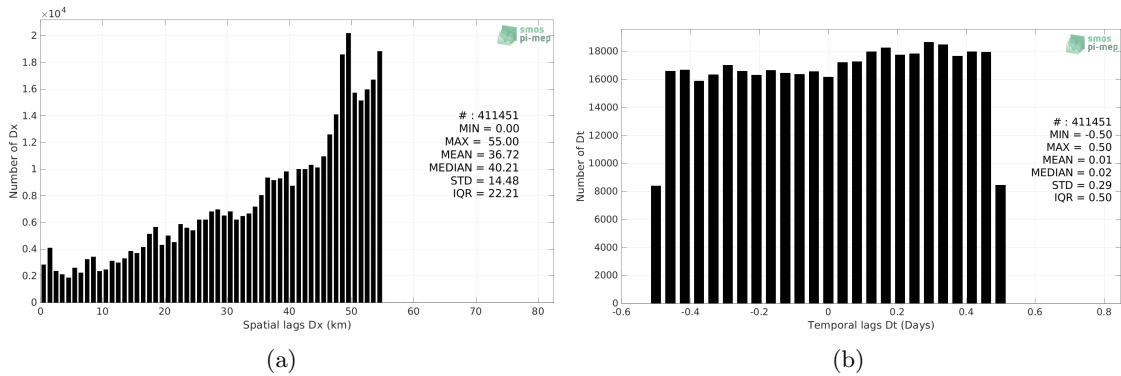 ×10⁴
2
1.8
1.6
1.4
1.2
1
0.8
0.6
0.4
0.2
0
Number of Dx
smos
pi-mep
# : 411451
MIN = 0.00
MAX = 55.00
MEAN = 36.72
MEDIAN = 40.21
STD = 14.48
IQR = 22.21
0 10 20 30 40 50 60 70 80
Spatial lags Dx (km)
(a)
18000
16000
14000
12000
10000
8000
6000
4000
2000
0
Number of Dt
smos
pi-mep
# : 411451
MIN = -0.50
MAX = 0.50
MEAN = 0.01
MEDIAN = 0.02
STD = 0.29
IQR = 0.50
-0.6 -0.4 -0.2 0 0.2 0.4 0.6 0.8
Temporal lags Dt (Days)
(b)